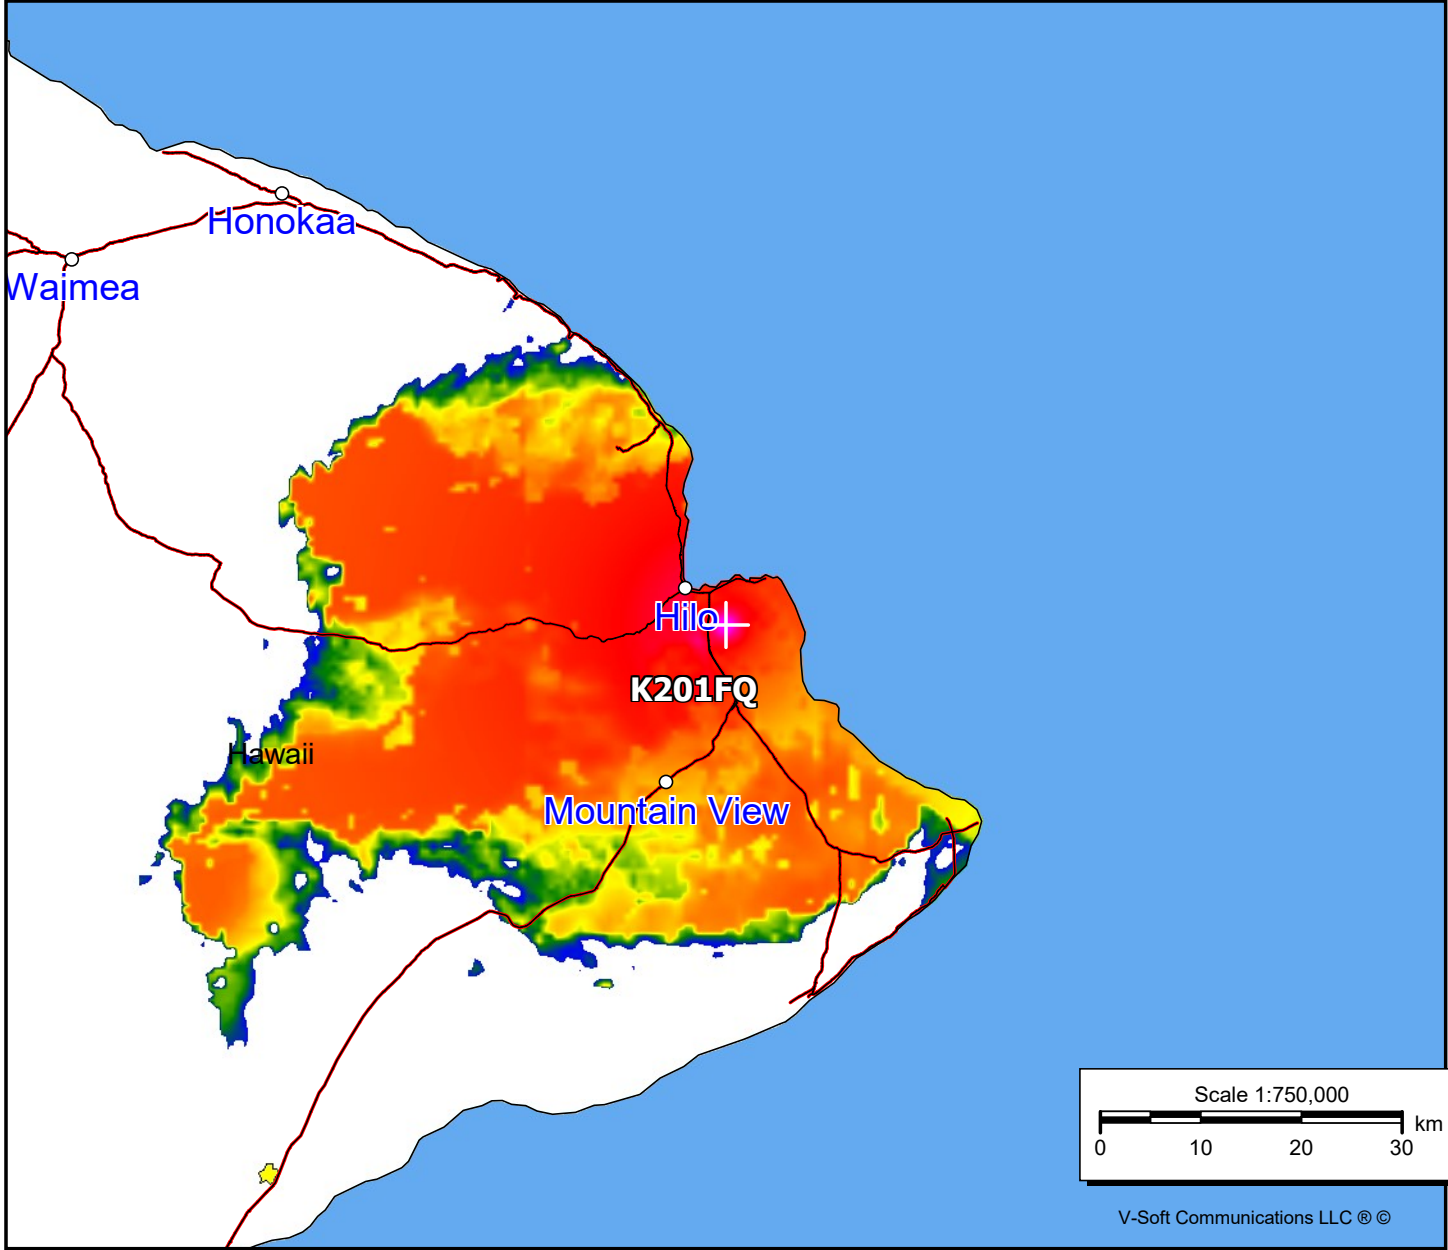 Honokaa
Waimea
Hilo
K201FQ
Hawaii
Mountain View
Scale 1:750,000
km
0 10 20 30
V-Soft Communications LLC ® ©